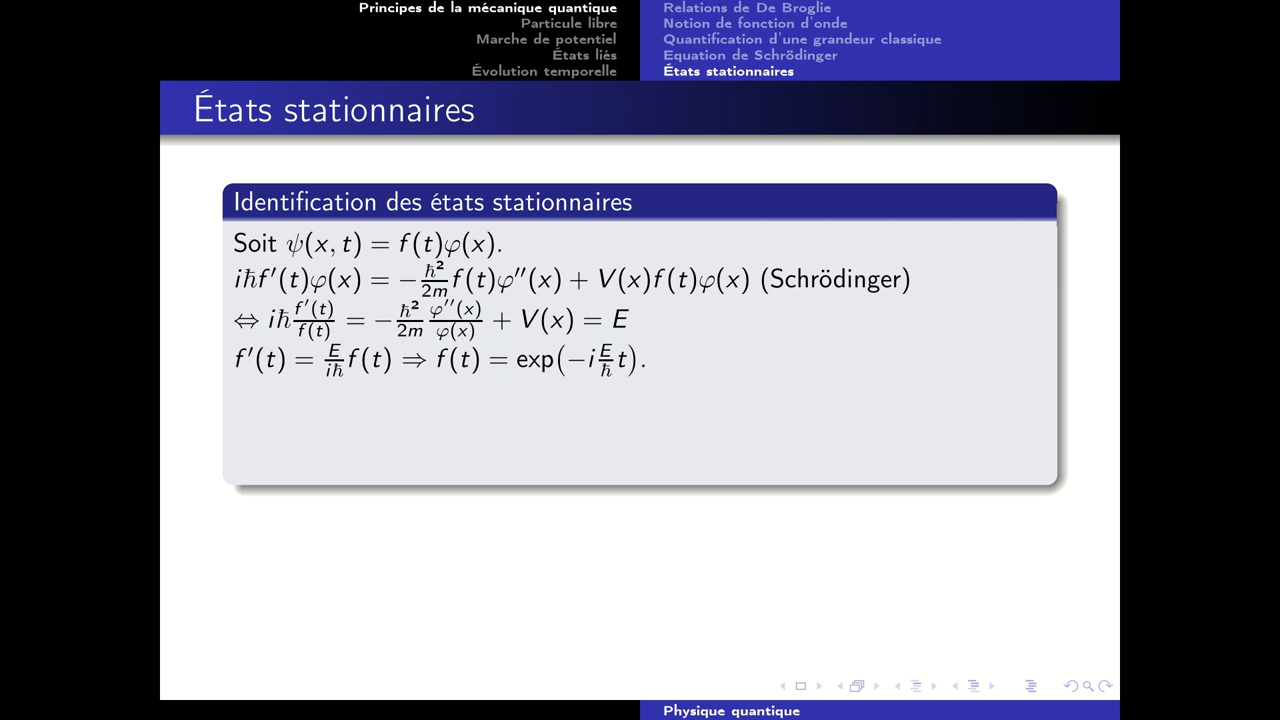 Principes de la mécanique quantique
Particule libre
Marche de potentiel
États liés
Évolution temporelle
Relations de De Broglie
Notion de fonction d'onde
Quantification d'une grandeur classique
Equation de Schrödinger
États stationnaires
États stationnaires
Identification des états stationnaires
Soit ψ(x, t) = f(t)φ(x).
iħf′(t)φ(x) = −ħ²/2m f(t)φ′′(x) + V(x)f(t)φ(x) (Schrödinger)
⇔ iħ f′(t)/f(t) = −ħ²/2m φ′′(x)/φ(x) + V(x) = E
f′(t) = E/iħ f(t) ⇒ f(t) = exp(−i E/ħ t).
Physique quantique